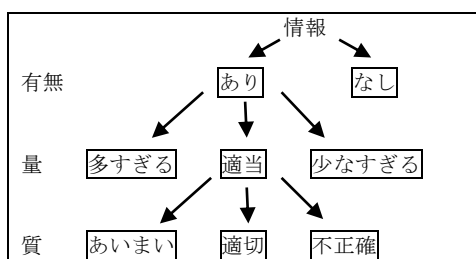 情報
有無 あり なし
量 多すぎる 適当 少なすぎる
質 あいまい 適切 不正確